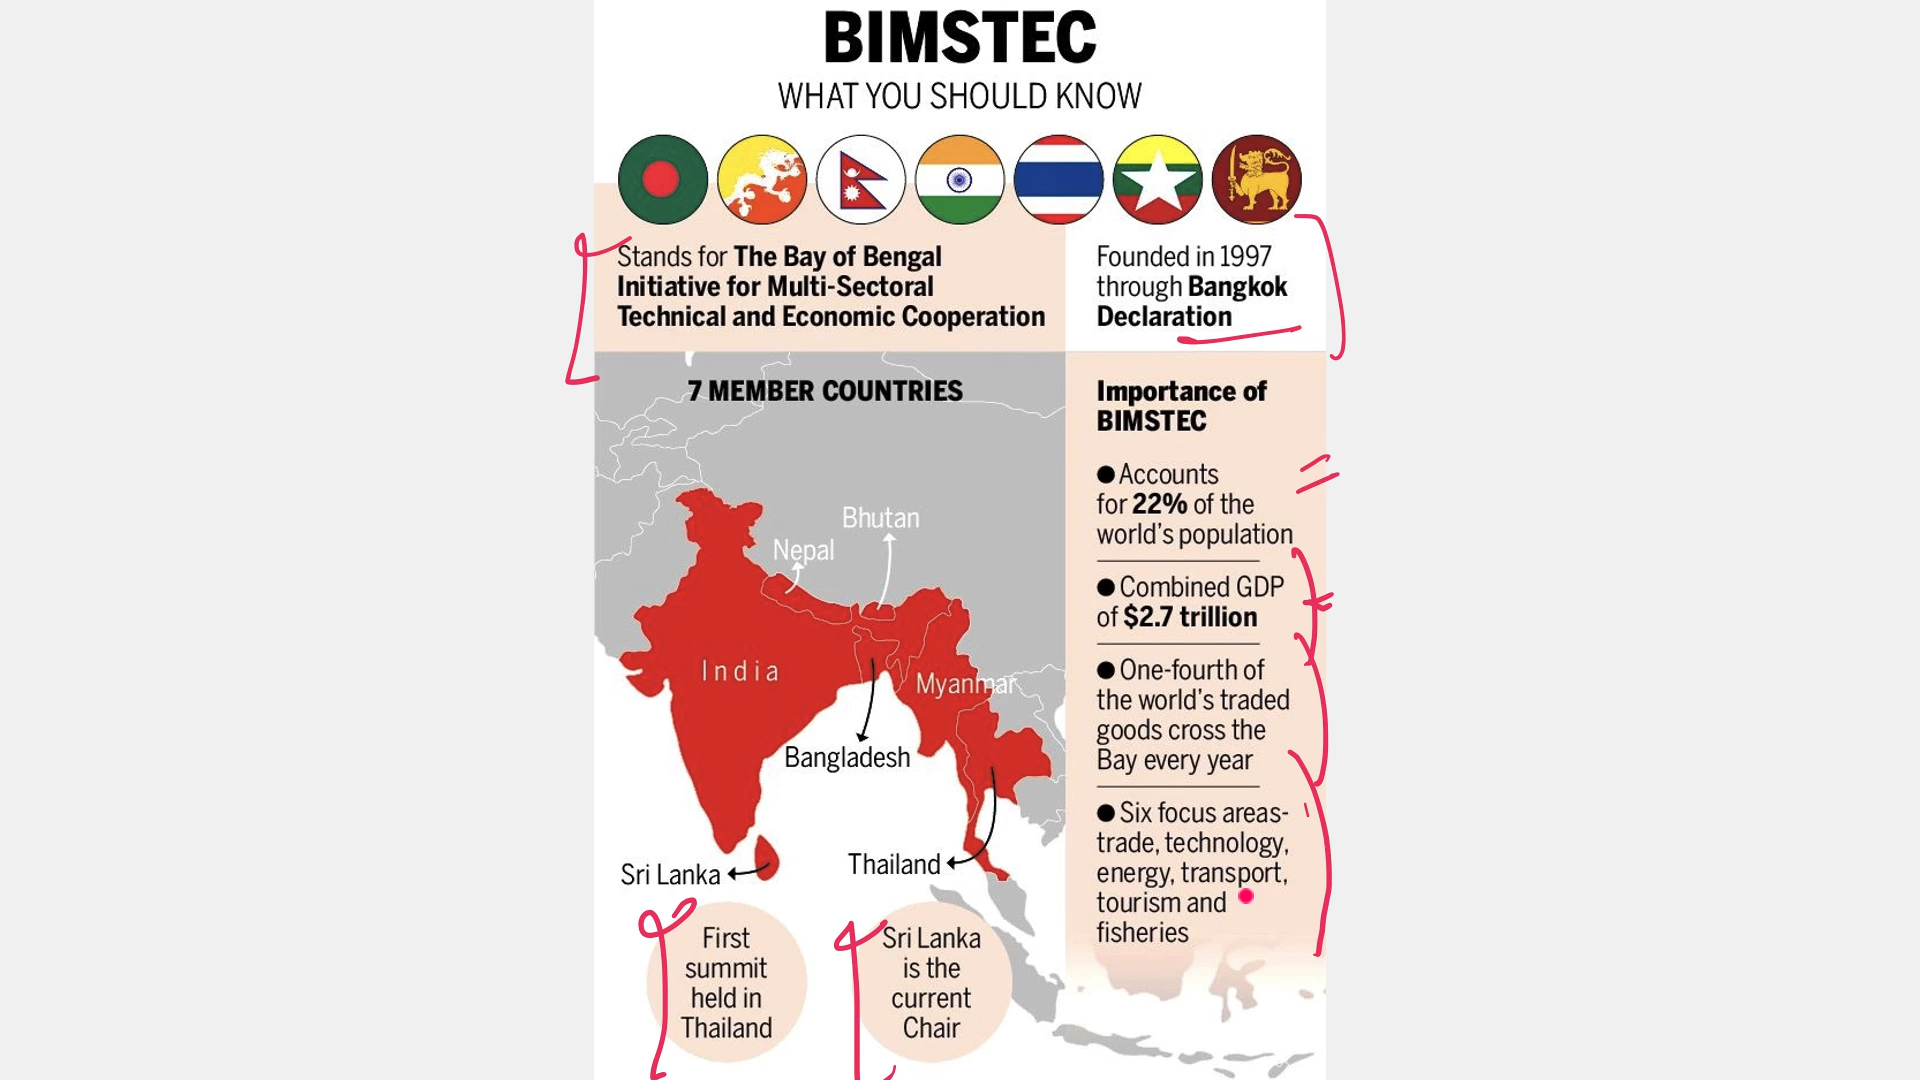 BIMSTEC
WHAT YOU SHOULD KNOW
Stands for The Bay of Bengal
Initiative for Multi-Sectoral
Technical and Economic Cooperation
Founded in 1997
through Bangkok
Declaration
7 MEMBER COUNTRIES
Bhutan
Nepal
India
Myanmar
Bangladesh
Sri Lanka
Thailand
First
summit
held in
Thailand
Sri Lanka
is the
current
Chair
Importance of
BIMSTEC
● Accounts
for 22% of the
world's population
● Combined GDP
of $2.7 trillion
● One-fourth of
the world's traded
goods cross the
Bay every year
● Six focus areas-
trade, technology,
energy, transport,
tourism and
fisheries